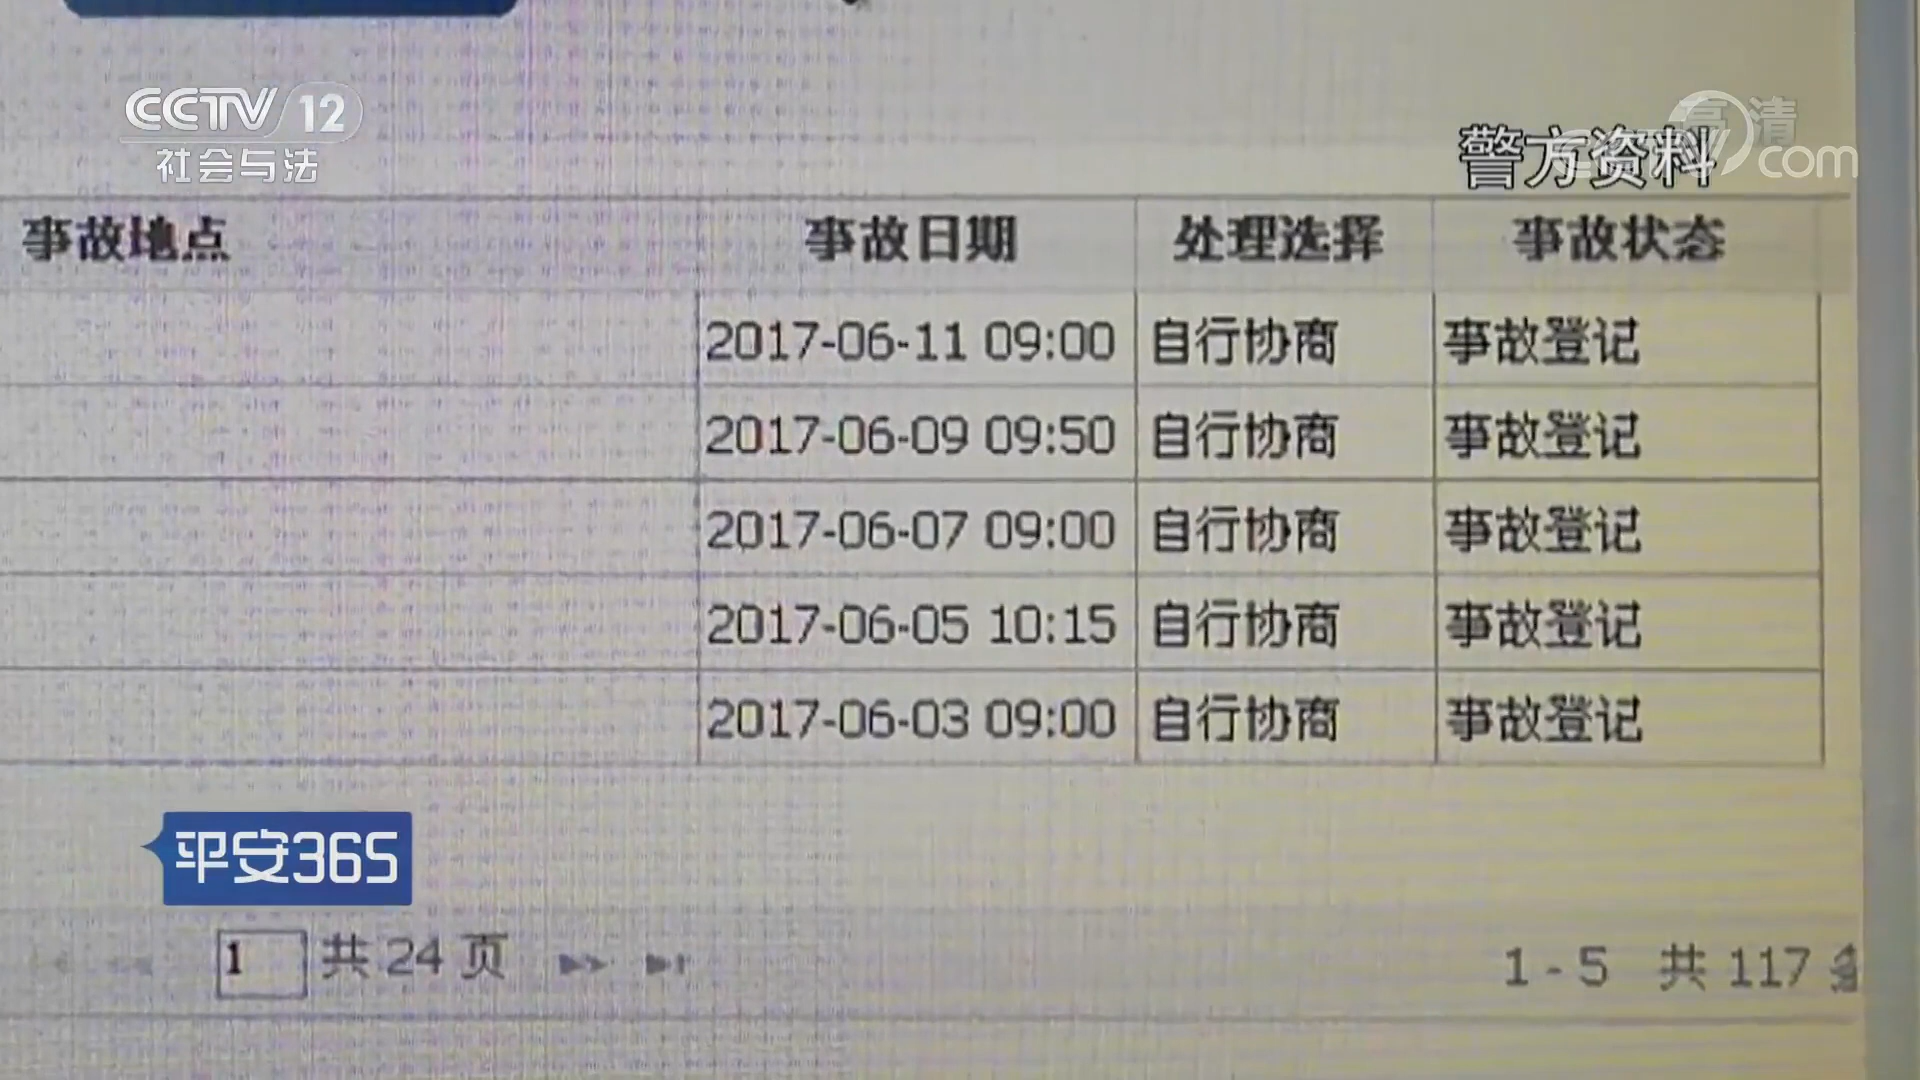 CCTV 12
社会与法
高清
警方资料
com
事故地点 事故日期 处理选择 事故状态
2017-06-11 09:00 自行协商 事故登记
2017-06-09 09:50 自行协商 事故登记
2017-06-07 09:00 自行协商 事故登记
2017-06-05 10:15 自行协商 事故登记
2017-06-03 09:00 自行协商 事故登记
平安365
1 共 24 页
1 - 5 共 117